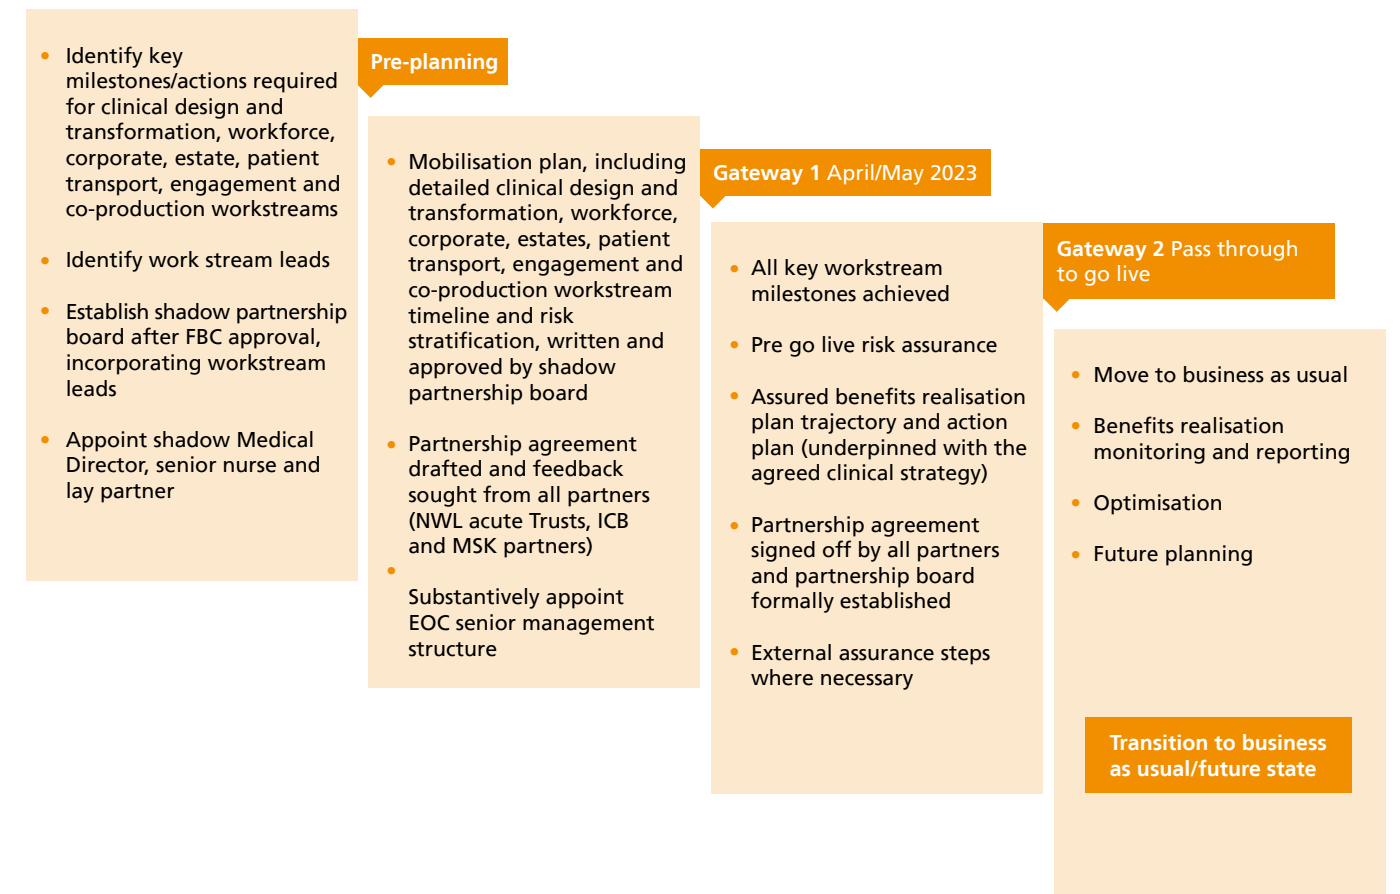 • Identify key
milestones/actions required
for clinical design and
transformation, workforce,
corporate, estate, patient
transport, engagement and
co-production workstreams
• Identify work stream leads
• Establish shadow partnership
board after FBC approval,
incorporating workstream
leads
• Appoint shadow Medical
Director, senior nurse and
lay partner
Pre-planning
• Mobilisation plan, including
detailed clinical design and
transformation, workforce,
corporate, estates, patient
transport, engagement and
co-production workstream
timeline and risk
stratification, written and
approved by shadow
partnership board
• Partnership agreement
drafted and feedback
sought from all partners
(NWL acute Trusts, ICB
and MSK partners)
•
Substantively appoint
EOC senior management
structure
Gateway 1 April/May 2023
• All key workstream
milestones achieved
• Pre go live risk assurance
• Assured benefits realisation
plan trajectory and action
plan (underpinned with the
agreed clinical strategy)
• Partnership agreement
signed off by all partners
and partnership board
formally established
• External assurance steps
where necessary
Gateway 2 Pass through
to go live
• Move to business as usual
• Benefits realisation
monitoring and reporting
• Optimisation
• Future planning
Transition to business
as usual/future state